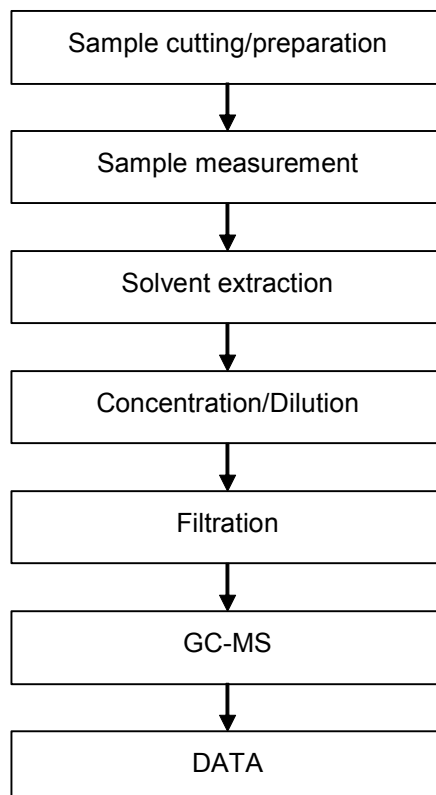 Sample cutting/preparation
Sample measurement
Solvent extraction
Concentration/Dilution
Filtration
GC-MS
DATA